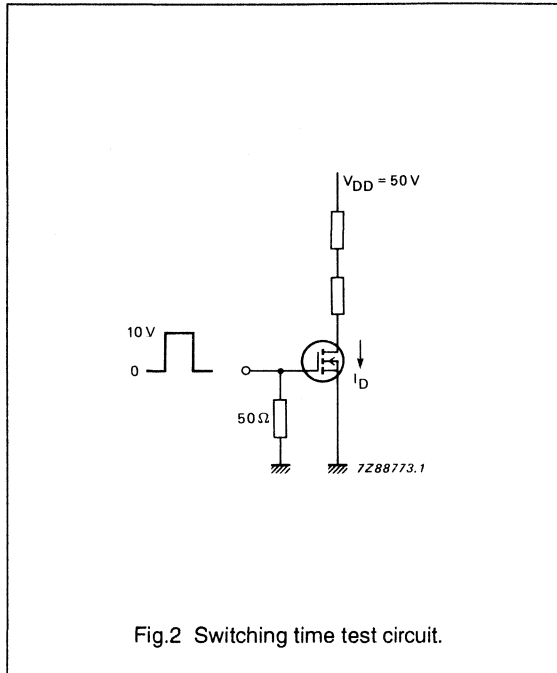 V_DD = 50 V
10 V
0
I_D
50 Ω
7Z88773.1
Fig.2 Switching time test circuit.